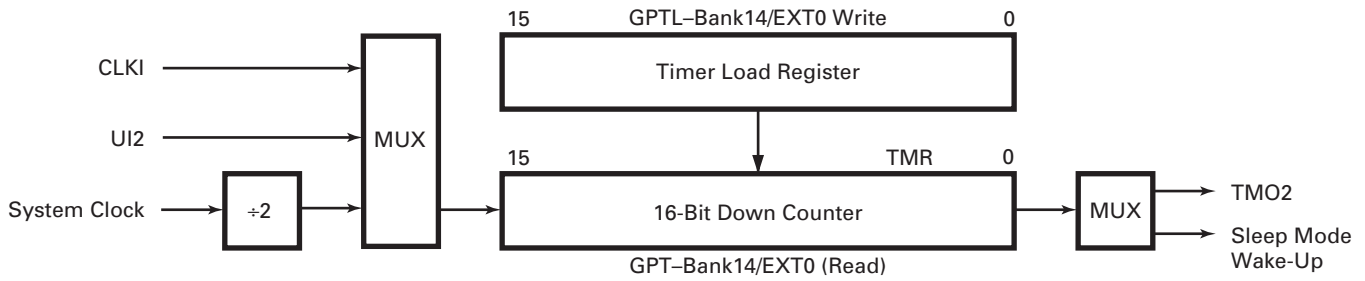 15 GPTL–Bank14/EXT0 Write 0
CLKI
Timer Load Register
UI2
MUX
15 TMR 0
System Clock
÷2
16-Bit Down Counter
MUX
TMO2
Sleep Mode
Wake-Up
GPT–Bank14/EXT0 (Read)